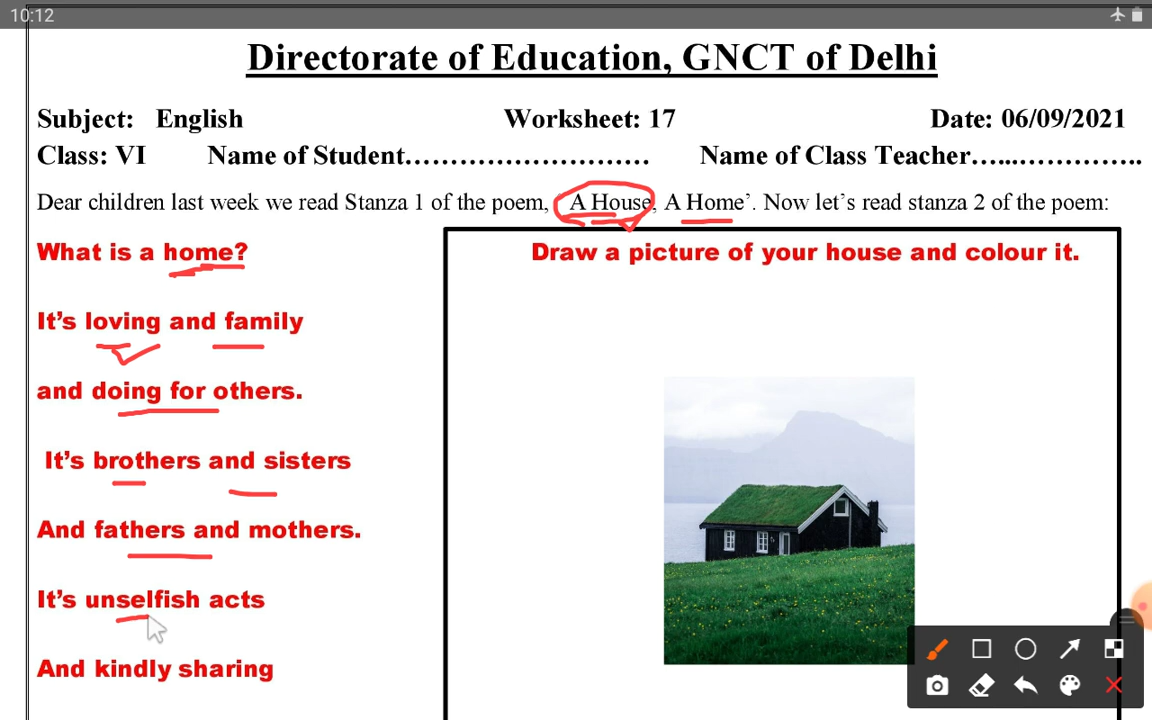 10:12
Directorate of Education, GNCT of Delhi
Subject: English Worksheet: 17 Date: 06/09/2021
Class: VI Name of Student………………………… Name of Class Teacher…...…………..
Dear children last week we read Stanza 1 of the poem, ‘A House, A Home’. Now let’s read stanza 2 of the poem:
What is a home?
Draw a picture of your house and colour it.
It’s loving and family
and doing for others.
It’s brothers and sisters
And fathers and mothers.
It’s unselfish acts
And kindly sharing